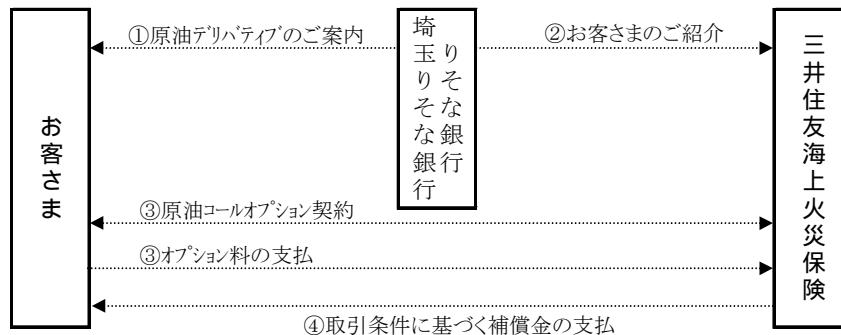 ①原油ﾃﾞﾘﾊﾞﾃｨﾌﾞのご案内
②お客さまのご紹介
お客さま
りそな銀行
埼玉りそな銀行
三井住友海上火災保険
③原油ｺｰﾙｵﾌﾟｼｮﾝ契約
③ｵﾌﾟｼｮﾝ料の支払
④取引条件に基づく補償金の支払